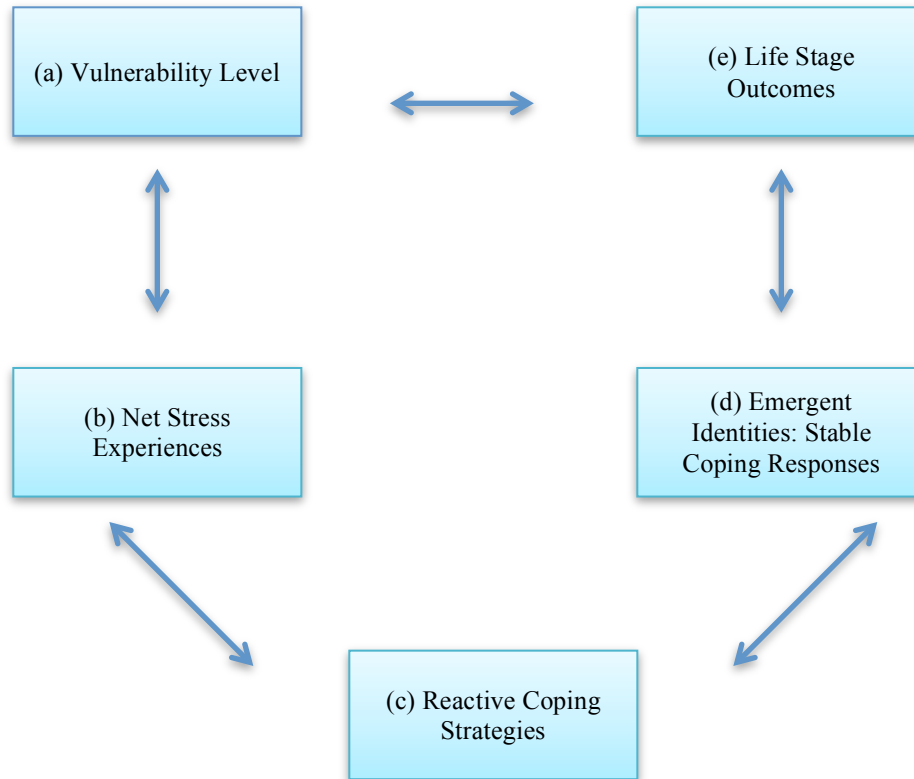 (a) Vulnerability Level
(e) Life Stage
Outcomes
(b) Net Stress
Experiences
(d) Emergent
Identities: Stable
Coping Responses
(c) Reactive Coping
Strategies